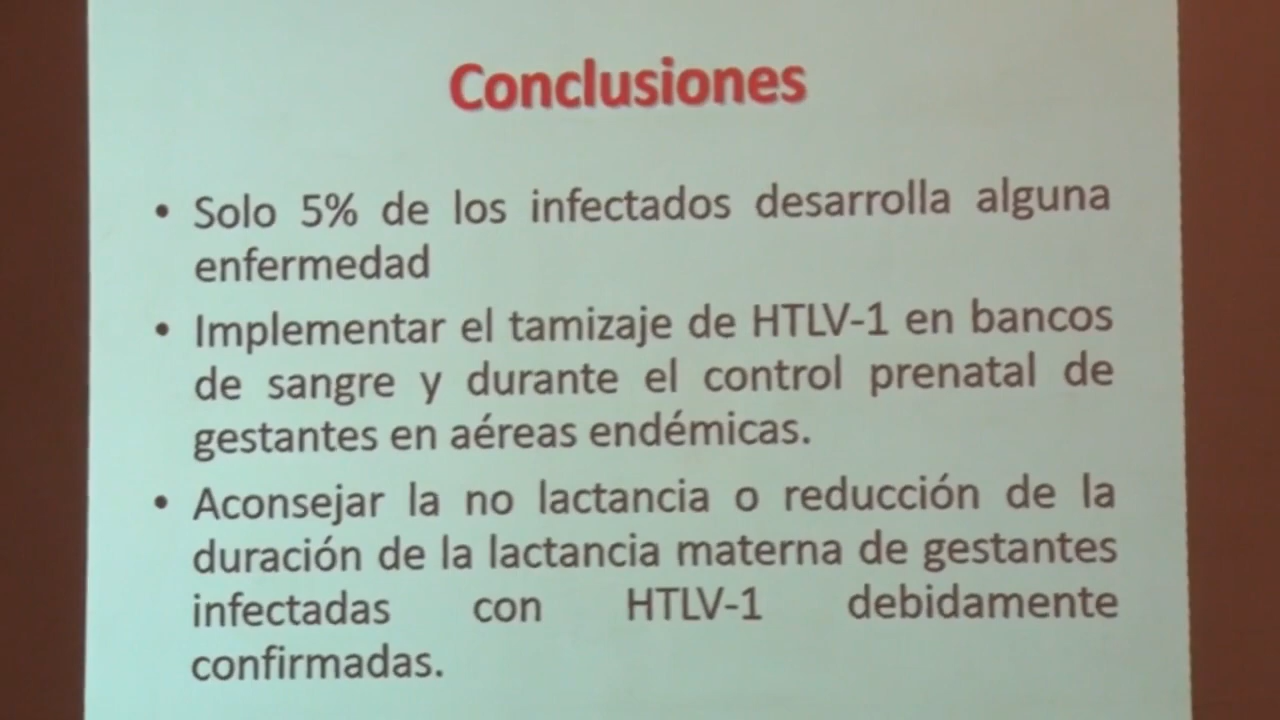 Conclusiones
• Solo 5% de los infectados desarrolla alguna
enfermedad
• Implementar el tamizaje de HTLV-1 en bancos
de sangre y durante el control prenatal de
gestantes en aéreas endémicas.
• Aconsejar la no lactancia o reducción de la
duración de la lactancia materna de gestantes
infectadas con HTLV-1 debidamente
confirmadas.